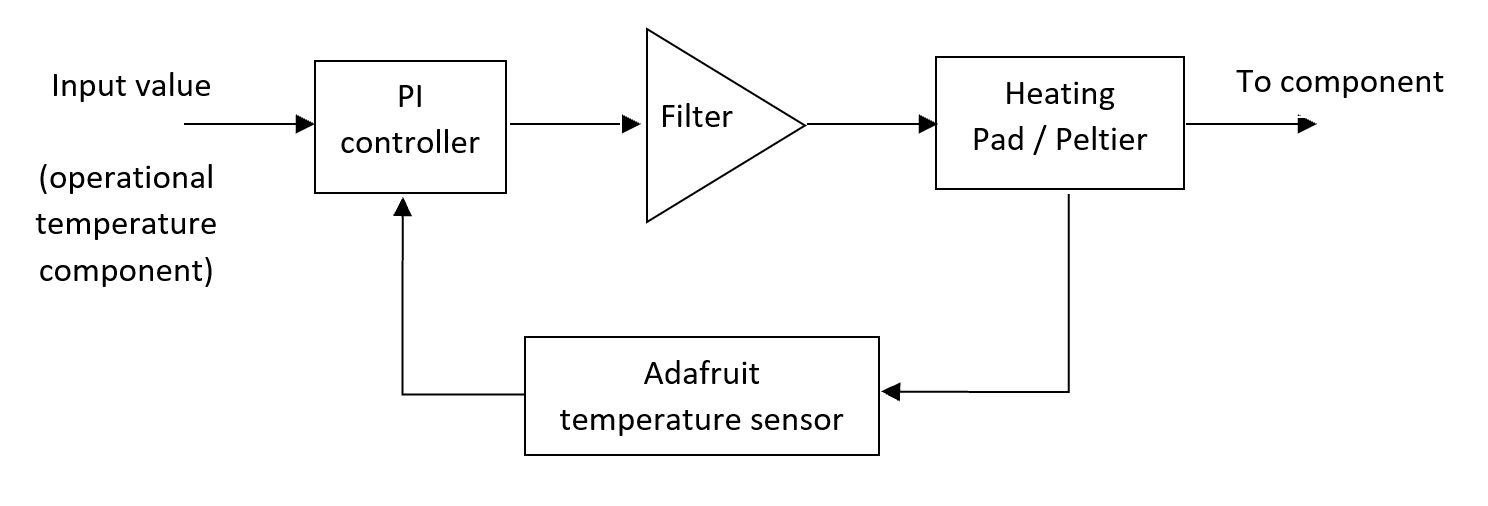 Input value
(operational
temperature
component)
PI
controller
Filter
Heating
Pad / Peltier
To component
Adafruit
temperature sensor